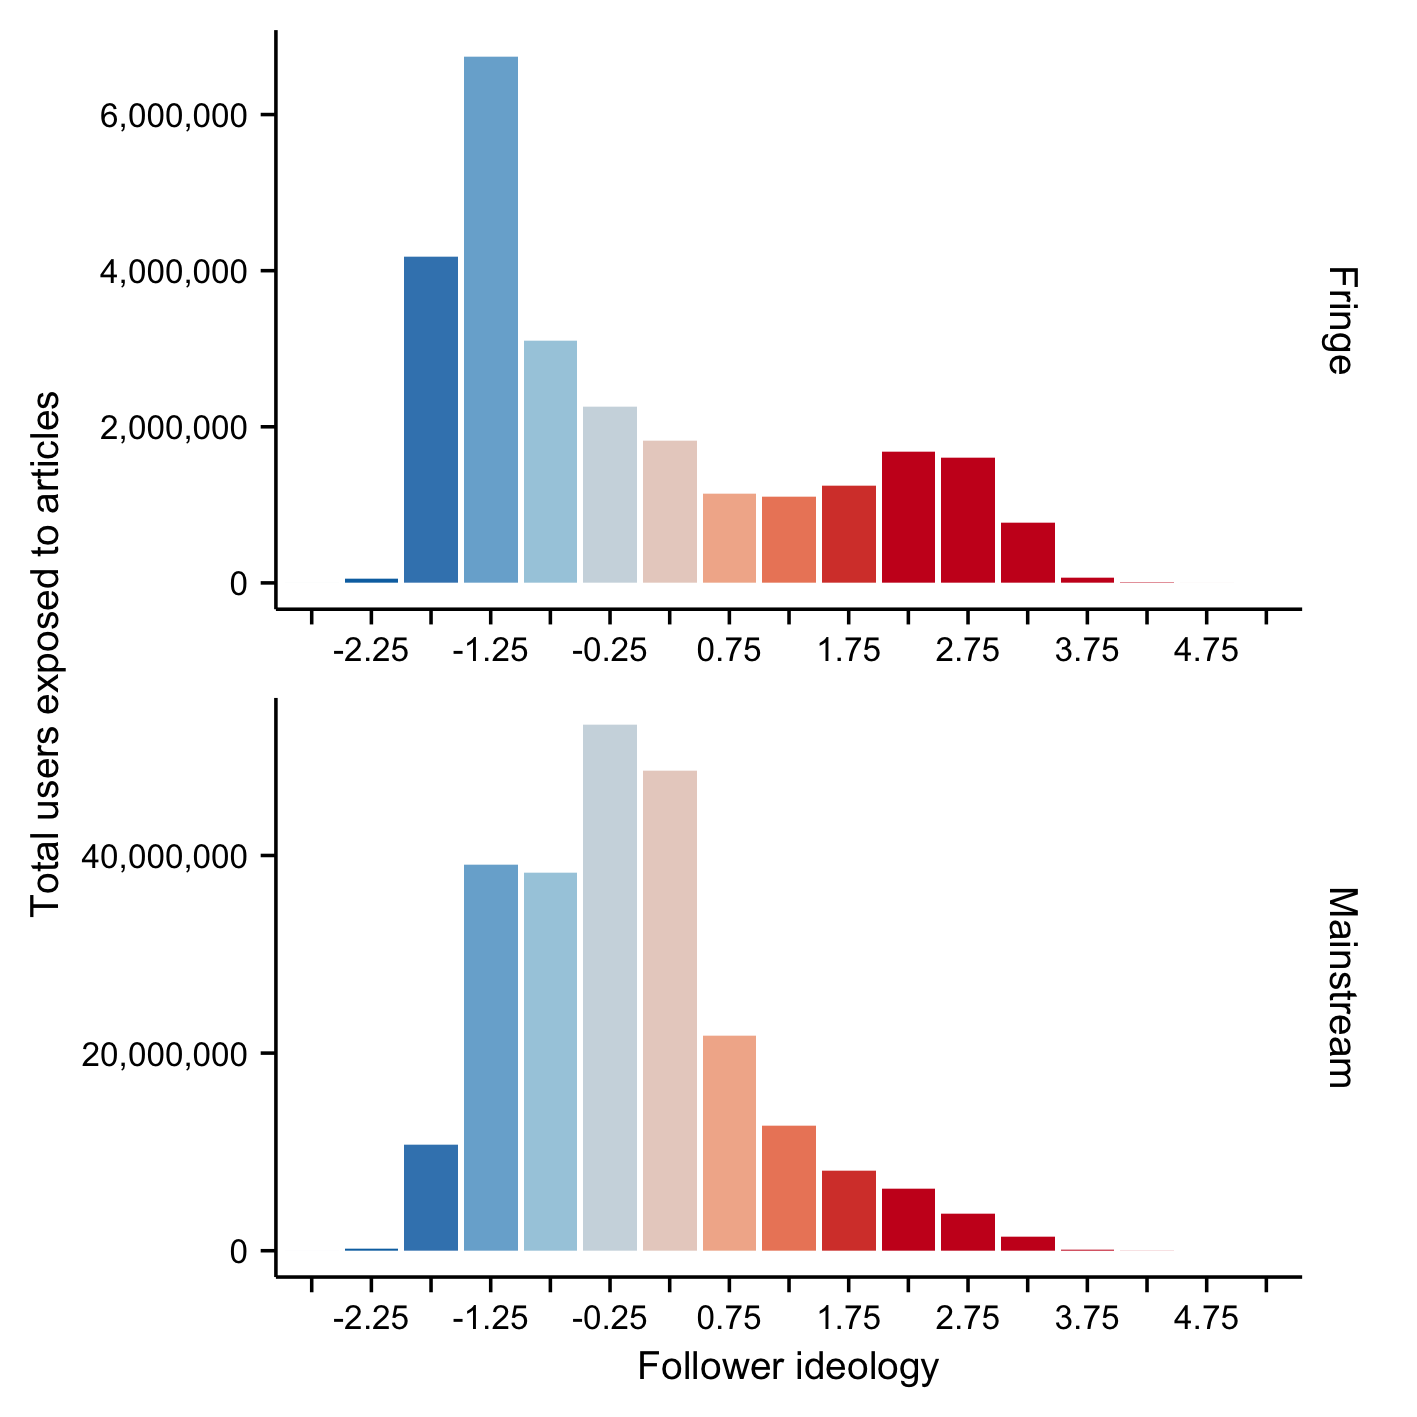 Total users exposed to articles
6,000,000
4,000,000
2,000,000
0
Fringe
-2.25 -1.25 -0.25 0.75 1.75 2.75 3.75 4.75
40,000,000
20,000,000
0
Mainstream
-2.25 -1.25 -0.25 0.75 1.75 2.75 3.75 4.75
Follower ideology